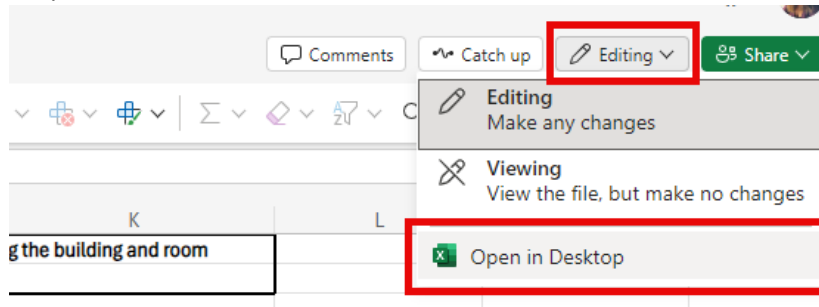 Comments
Catch up
Editing
Share
Editing
Make any changes
Viewing
View the file, but make no changes
K
L
g the building and room
Open in Desktop